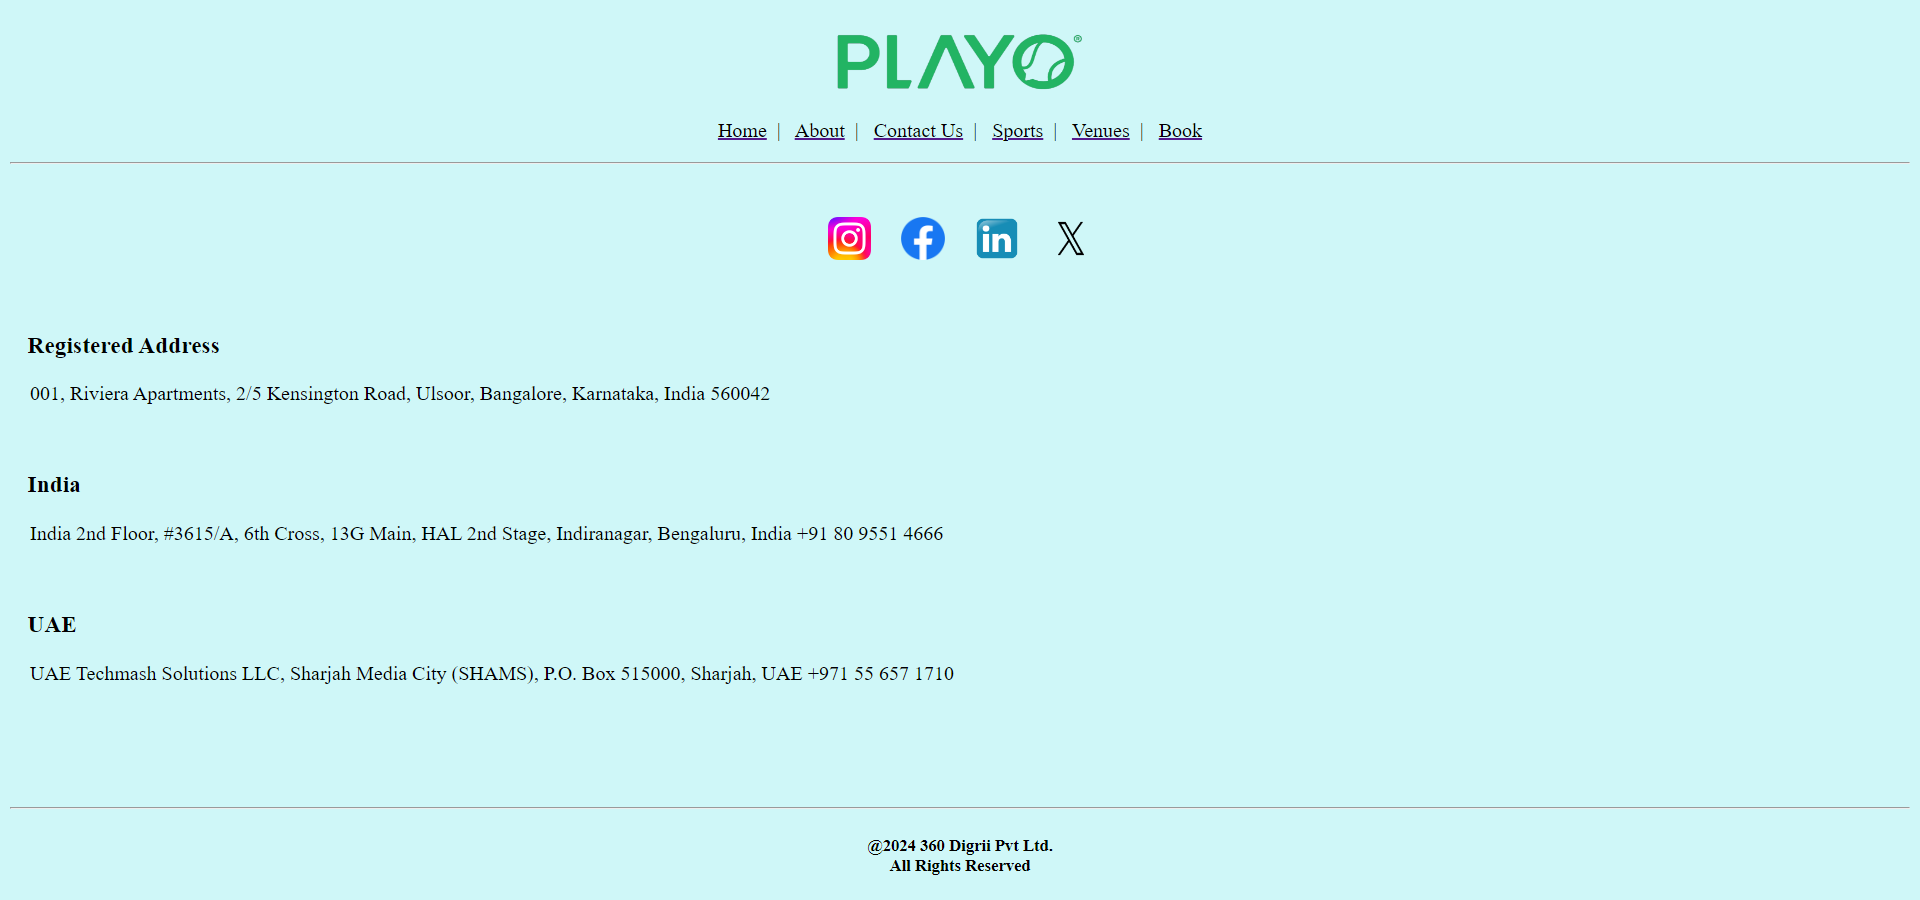 PLAYO®
Home | About | Contact Us | Sports | Venues | Book
in
Registered Address
001, Riviera Apartments, 2/5 Kensington Road, Ulsoor, Bangalore, Karnataka, India 560042
India
India 2nd Floor, #3615/A, 6th Cross, 13G Main, HAL 2nd Stage, Indiranagar, Bengaluru, India +91 80 9551 4666
UAE
UAE Techmash Solutions LLC, Sharjah Media City (SHAMS), P.O. Box 515000, Sharjah, UAE +971 55 657 1710
@2024 360 Digrii Pvt Ltd.
All Rights Reserved